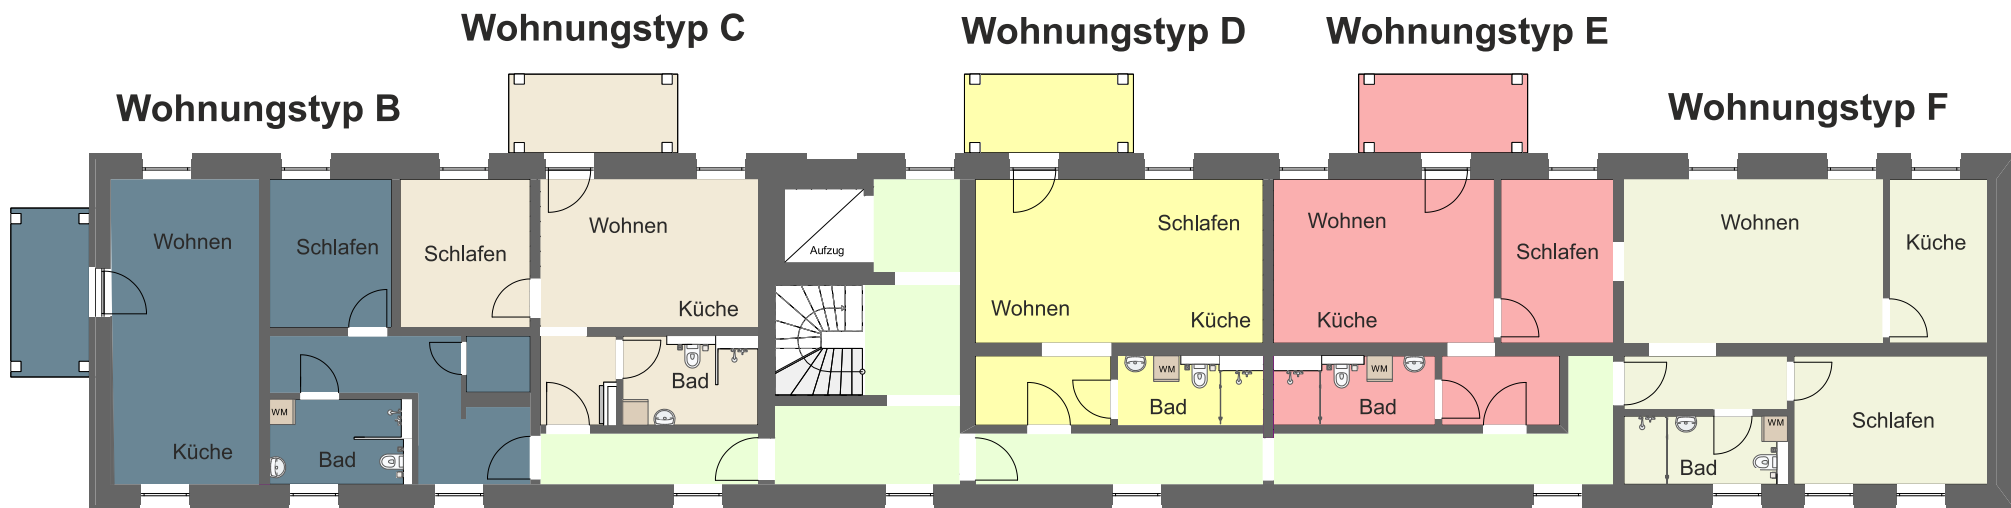 Wohnungstyp B
Wohnungstyp C
Wohnungstyp D
Wohnungstyp E
Wohnungstyp F
Wohnen
Schlafen
Küche
WM
Bad
Schlafen
Wohnen
Küche
Bad
Aufzug
Schlafen
Wohnen
Küche
WM
Bad
Wohnen
Küche
Schlafen
WM
Bad
Wohnen
Küche
Schlafen
WM
Bad